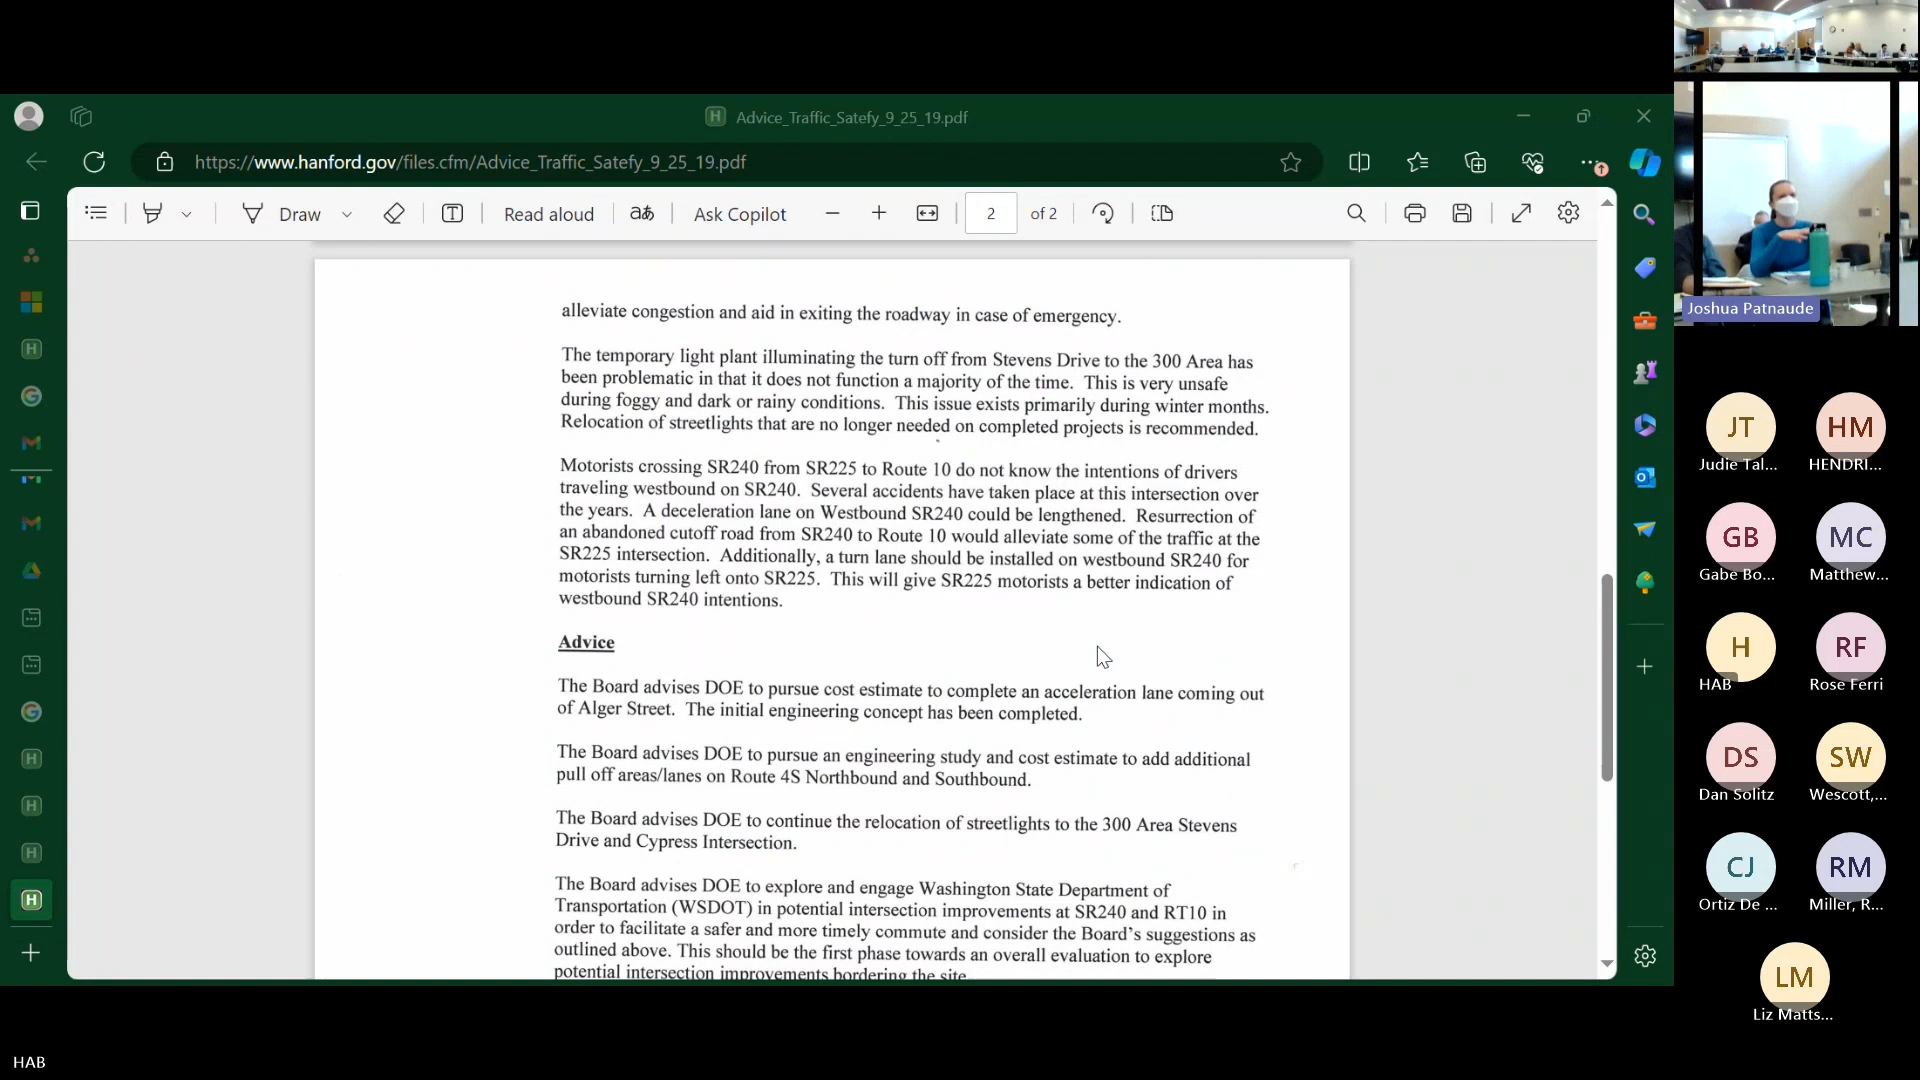 Advice_Traffic_Satefy_9_25_19.pdf
https://www.hanford.gov/files.cfm/Advice_Traffic_Satefy_9_25_19.pdf
Draw
Read aloud
aあ
Ask Copilot
2
of 2
alleviate congestion and aid in exiting the roadway in case of emergency.
The temporary light plant illuminating the turn off from Stevens Drive to the 300 Area has
been problematic in that it does not function a majority of the time. This is very unsafe
during foggy and dark or rainy conditions. This issue exists primarily during winter months.
Relocation of streetlights that are no longer needed on completed projects is recommended.
Motorists crossing SR240 from SR225 to Route 10 do not know the intentions of drivers
traveling westbound on SR240. Several accidents have taken place at this intersection over
the years. A deceleration lane on Westbound SR240 could be lengthened. Resurrection of
an abandoned cutoff road from SR240 to Route 10 would alleviate some of the traffic at the
SR225 intersection. Additionally, a turn lane should be installed on westbound SR240 for
motorists turning left onto SR225. This will give SR225 motorists a better indication of
westbound SR240 intentions.
Advice
The Board advises DOE to pursue cost estimate to complete an acceleration lane coming out
of Alger Street. The initial engineering concept has been completed.
The Board advises DOE to pursue an engineering study and cost estimate to add additional
pull off areas/lanes on Route 4S Northbound and Southbound.
The Board advises DOE to continue the relocation of streetlights to the 300 Area Stevens
Drive and Cypress Intersection.
The Board advises DOE to explore and engage Washington State Department of
Transportation (WSDOT) in potential intersection improvements at SR240 and RT10 in
order to facilitate a safer and more timely commute and consider the Board's suggestions as
outlined above. This should be the first phase towards an overall evaluation to explore
potential intersection improvements bordering the site.
Joshua Patnaude
JT
Judie Tal...
HM
HENDRI...
GB
Gabe Bo...
MC
Matthew...
H
HAB
RF
Rose Ferri
DS
Dan Solitz
SW
Wescott,...
CJ
Ortiz De ...
RM
Miller, R...
LM
Liz Matts...
HAB